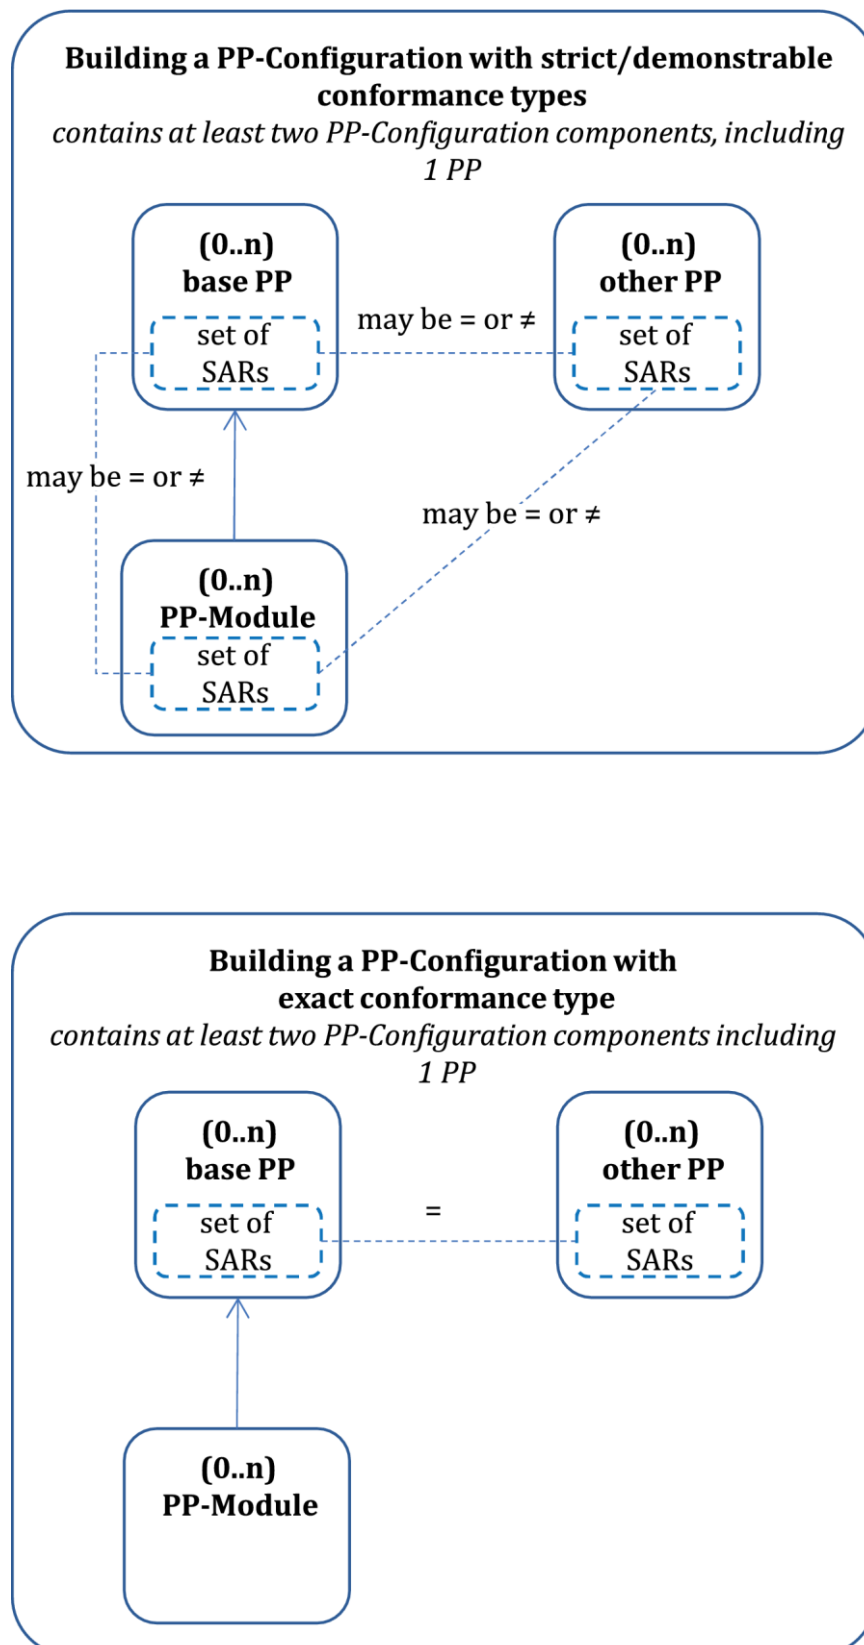 Building a PP-Configuration with strict/demonstrable
conformance types
contains at least two PP-Configuration components, including
1 PP
(0..n)
base PP
set of
SARs
may be = or ≠
(0..n)
other PP
set of
SARs
may be = or ≠
may be = or ≠
(0..n)
PP-Module
set of
SARs
Building a PP-Configuration with
exact conformance type
contains at least two PP-Configuration components including
1 PP
(0..n)
base PP
set of
SARs
=
(0..n)
other PP
set of
SARs
(0..n)
PP-Module